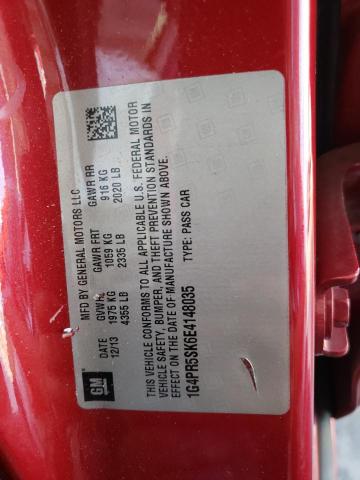 GM
MFD BY GENERAL MOTORS LLC
DATE GVWR GAWR FRT GAWR RR
12/13 1975 KG 1059 KG 916 KG
4355 LB 2335 LB 2020 LB
THIS VEHICLE CONFORMS TO ALL APPLICABLE U.S. FEDERAL MOTOR
VEHICLE SAFETY, BUMPER, AND THEFT PREVENTION STANDARDS IN
EFFECT ON THE DATE OF MANUFACTURE SHOWN ABOVE.
1G4PR5SK6E4148035 TYPE: PASS CAR